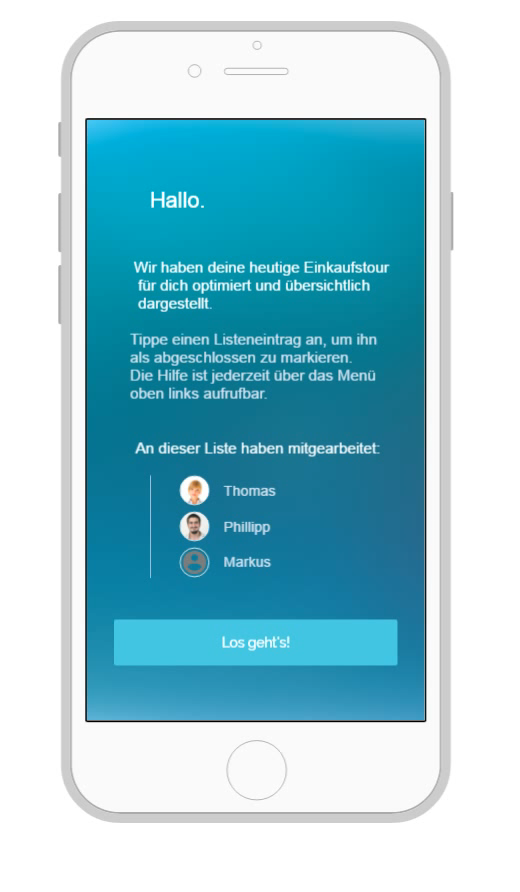 Hallo.
Wir haben deine heutige Einkaufstour
für dich optimiert und übersichtlich
dargestellt.
Tippe einen Listeneintrag an, um ihn
als abgeschlossen zu markieren.
Die Hilfe ist jederzeit über das Menü
oben links aufrufbar.
An dieser Liste haben mitgearbeitet:
Thomas
Phillipp
Markus
Los geht's!